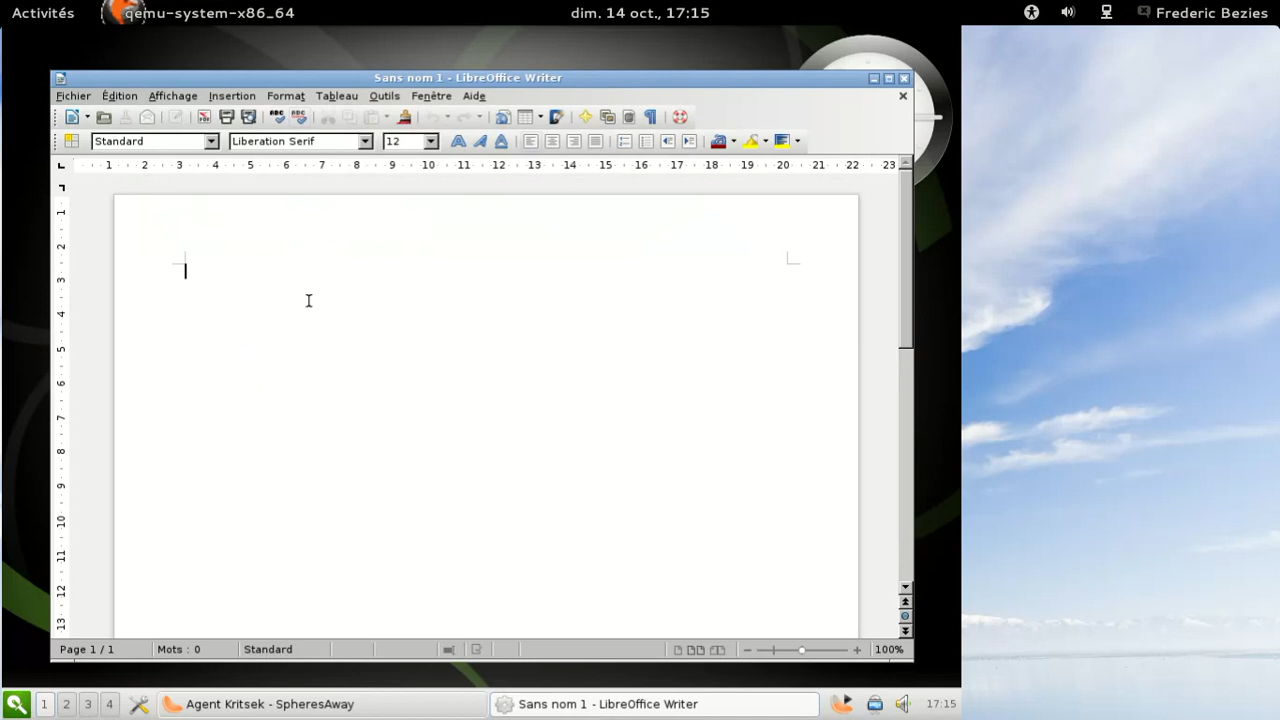 Activités qemu-system-x86_64 dim. 14 oct., 17:15 Frederic Bezies
Sans nom 1 - LibreOffice Writer
Fichier Édition Affichage Insertion Format Tableau Outils Fenêtre Aide
Standard Liberation Serif 12
1 1 2 3 4 5 6 7 8 9 10 11 12 13 14 15 16 17 18 19 20 21 22 23
1
2
3
4
5
6
7
8
9
10
11
12
13
Page 1 / 1 Mots : 0 Standard 100%
1 2 3 4 Agent Kritsek - SpheresAway Sans nom 1 - LibreOffice Writer 17:15